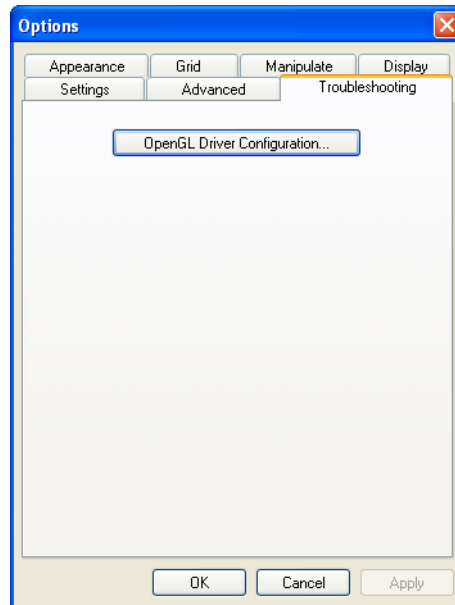 Options
Appearance Grid Manipulate Display
Settings Advanced Troubleshooting
OpenGL Driver Configuration...
OK Cancel Apply